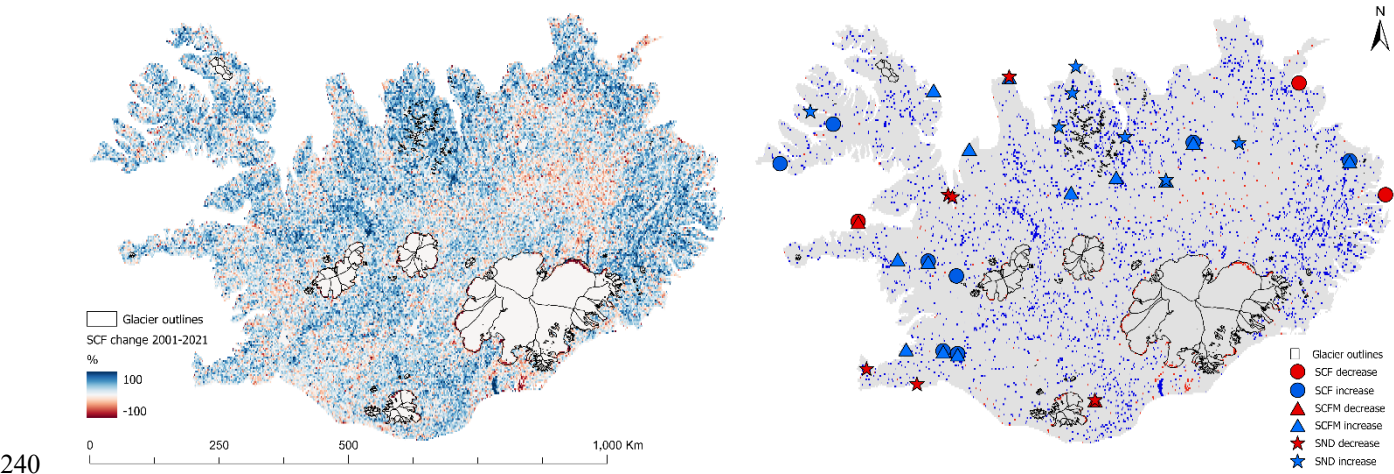 N
Glacier outlines
SCF change 2001-2021
%
100
-100
0 250 500 1,000 Km
Glacier outlines
SCF decrease
SCF increase
SCFM decrease
SCFM increase
SND decrease
SND increase
240